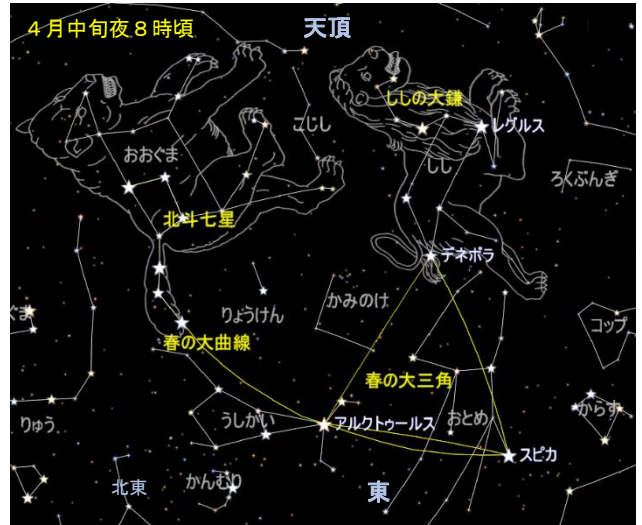 ４月中旬夜８時頃
天頂
ししの大鎌
こじし
レグルス
おおぐま
しし
ろくぶんぎ
北斗七星
デネボラ
ぐま
りょうけん
かみのけ
コップ
春の大曲線
春の大三角
りゅう
うしかい
アルクトゥールス
おとめ
からす
スピカ
北東
かんむり
東